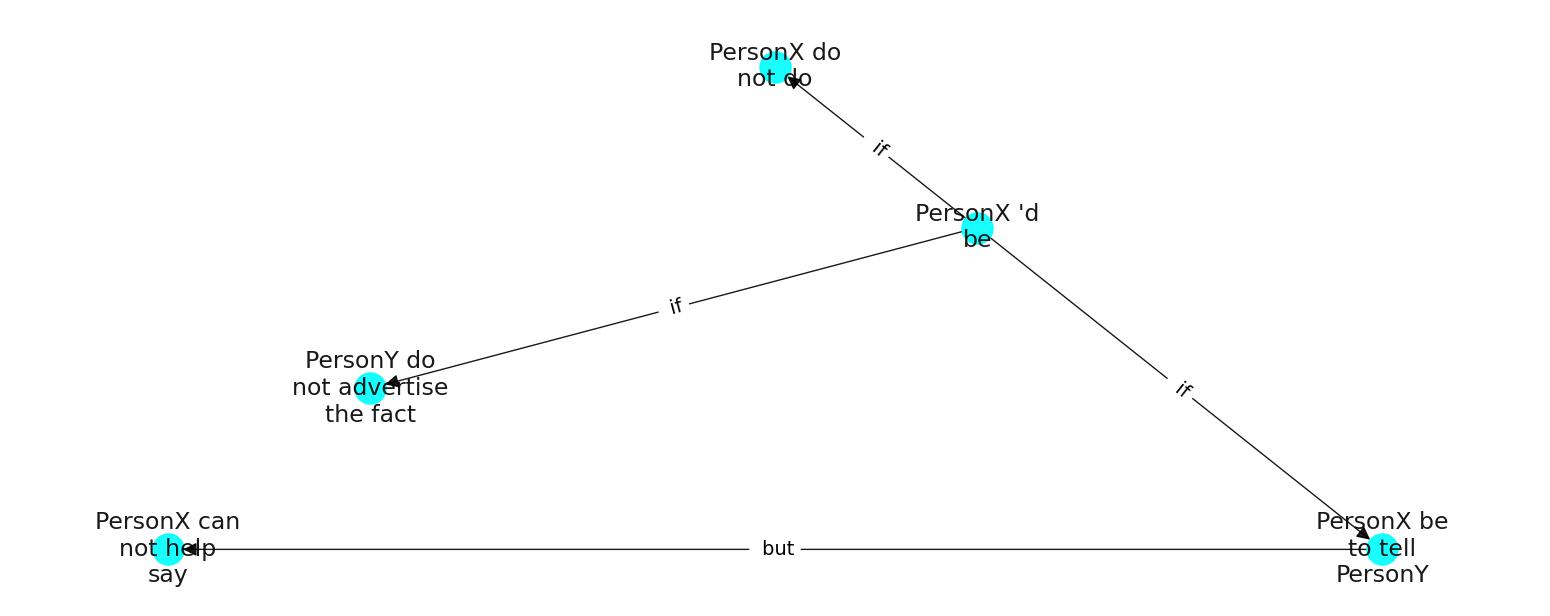 PersonX do
not do
if
PersonX 'd
be
if
PersonY do
not advertise
the fact
if
PersonX can
not help
say
but
PersonX be
to tell
PersonY